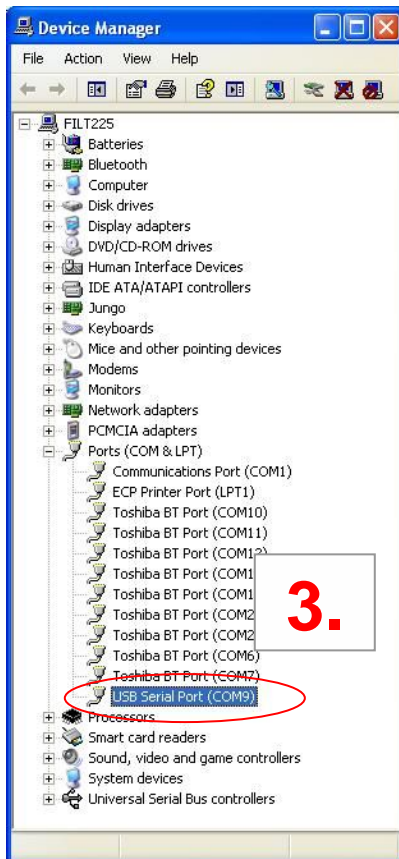 Device Manager
File Action View Help
FILT225
Batteries
Bluetooth
Computer
Disk drives
Display adapters
DVD/CD-ROM drives
Human Interface Devices
IDE ATA/ATAPI controllers
Jungo
Keyboards
Mice and other pointing devices
Modems
Monitors
Network adapters
PCMCIA adapters
Ports (COM & LPT)
Communications Port (COM1)
ECP Printer Port (LPT1)
Toshiba BT Port (COM10)
Toshiba BT Port (COM11)
Toshiba BT Port (COM12)
Toshiba BT Port (COM1
Toshiba BT Port (COM1
Toshiba BT Port (COM2
Toshiba BT Port (COM2
Toshiba BT Port (COM6)
Toshiba BT Port (COM7)
USB Serial Port (COM9)
Processors
Smart card readers
Sound, video and game controllers
System devices
Universal Serial Bus controllers
3.